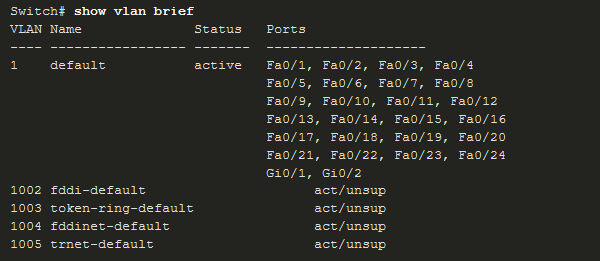 Switch# show vlan brief
VLAN Name Status Ports
---- ----------------- ------- --------------------
1 default active Fa0/1, Fa0/2, Fa0/3, Fa0/4
Fa0/5, Fa0/6, Fa0/7, Fa0/8
Fa0/9, Fa0/10, Fa0/11, Fa0/12
Fa0/13, Fa0/14, Fa0/15, Fa0/16
Fa0/17, Fa0/18, Fa0/19, Fa0/20
Fa0/21, Fa0/22, Fa0/23, Fa0/24
Gi0/1, Gi0/2
1002 fddi-default act/unsup
1003 token-ring-default act/unsup
1004 fddinet-default act/unsup
1005 trnet-default act/unsup